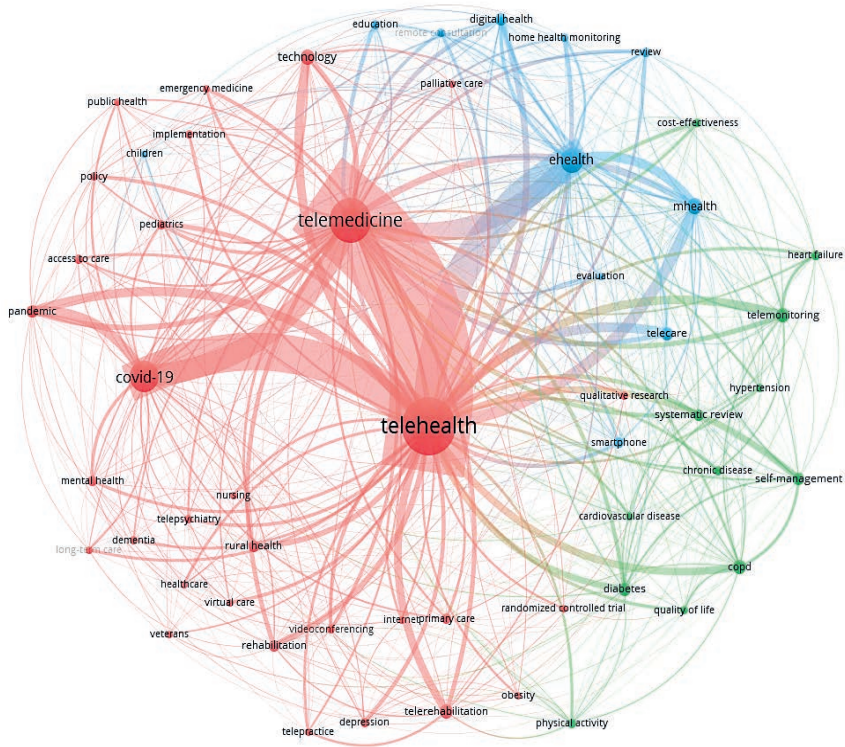 education
digital health
remote consultation
home health monitoring
review
technology
palliative care
emergency medicine
public health
cost-effectiveness
implementation
children
ehealth
policy
mhealth
telemedicine
pediatrics
access to care
heart failure
evaluation
pandemic
telemonitoring
telecare
covid-19
hypertension
qualitative research
systematic review
telehealth
smartphone
chronic disease
mental health
self-management
nursing
telepsychiatry
cardiovascular disease
dementia
long-term care
rural health
copd
healthcare
diabetes
virtual care
randomized controlled trial
quality of life
internet
primary care
videoconferencing
veterans
rehabilitation
obesity
telerehabilitation
depression
physical activity
telepractice